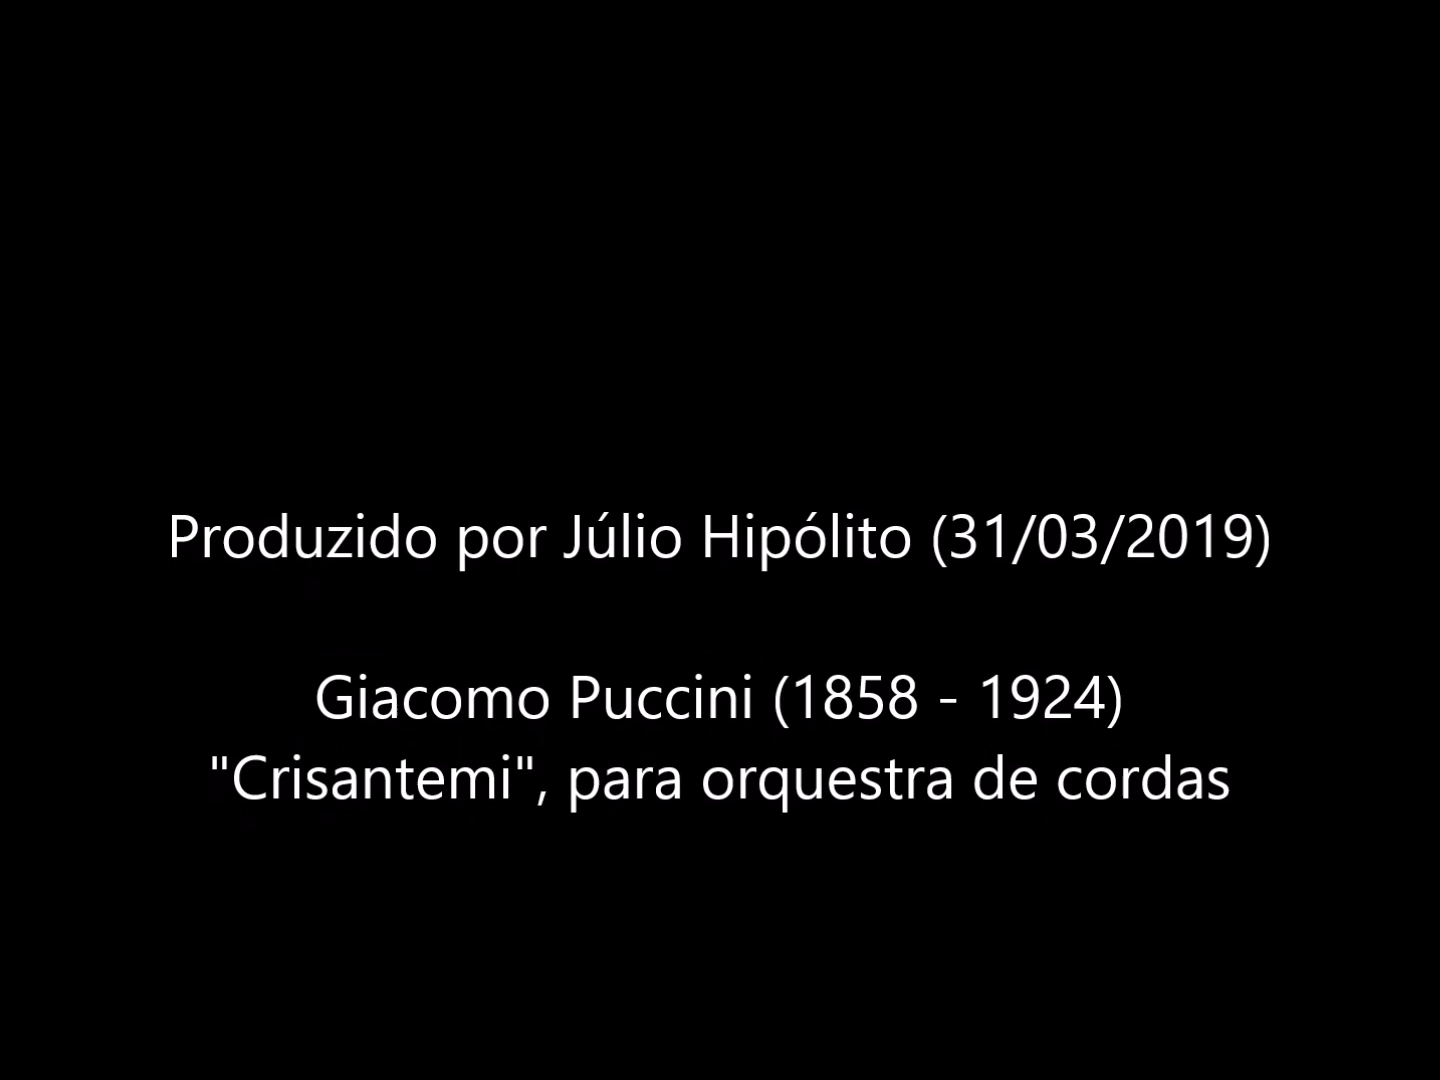 Produzido por Júlio Hipólito (31/03/2019)
Giacomo Puccini (1858 - 1924)
"Crisantemi", para orquestra de cordas